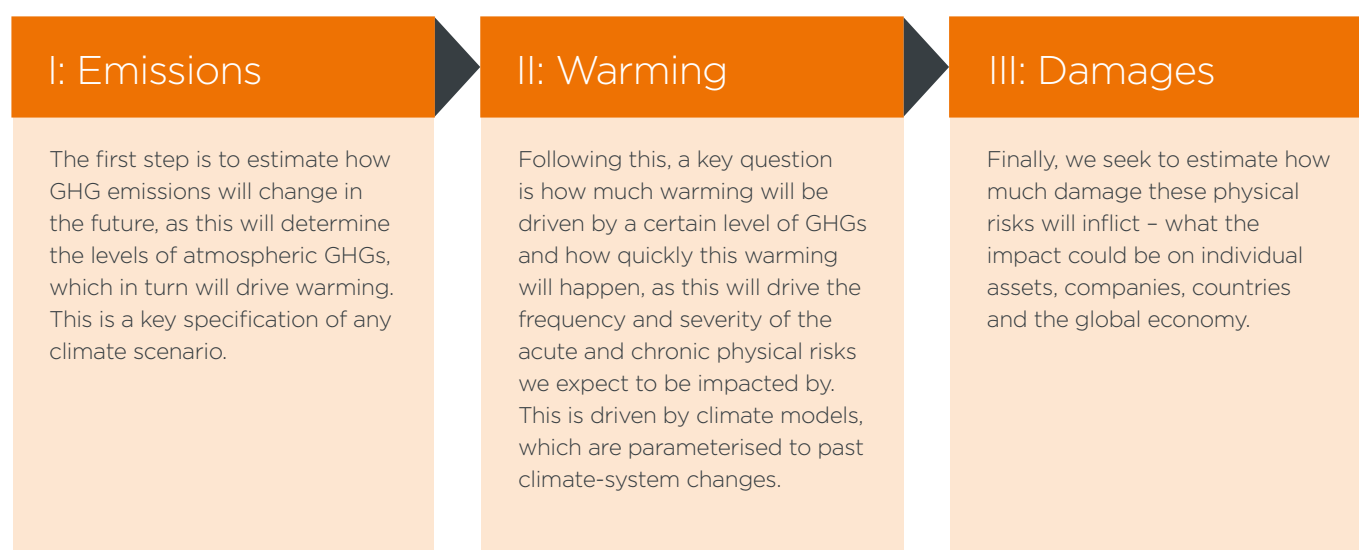 I: Emissions
The first step is to estimate how
GHG emissions will change in
the future, as this will determine
the levels of atmospheric GHGs,
which in turn will drive warming.
This is a key specification of any
climate scenario.
II: Warming
Following this, a key question
is how much warming will be
driven by a certain level of GHGs
and how quickly this warming
will happen, as this will drive the
frequency and severity of the
acute and chronic physical risks
we expect to be impacted by.
This is driven by climate models,
which are parameterised to past
climate-system changes.
III: Damages
Finally, we seek to estimate how
much damage these physical
risks will inflict – what the
impact could be on individual
assets, companies, countries
and the global economy.